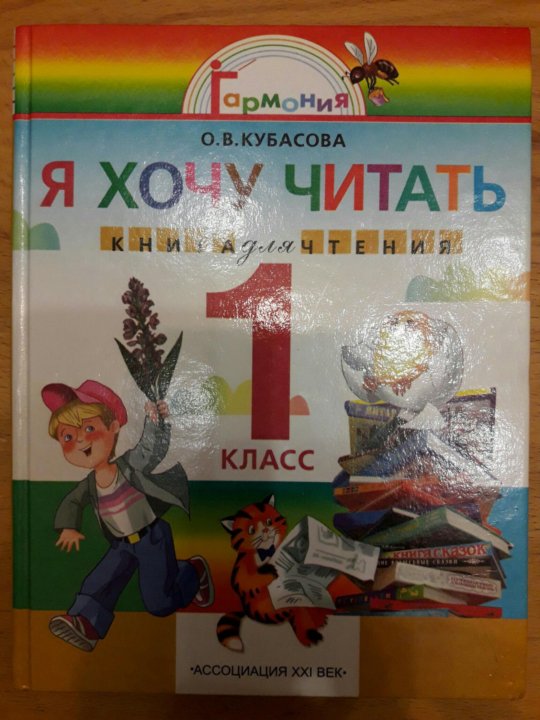 Гармония
О.В.КУБАСОВА
Я ХОЧУ ЧИТАТЬ
КНИГА для ЧТЕНИЯ
1
КЛАСС
КНИГА СКАЗОК
•АССОЦИАЦИЯ XXI ВЕК•